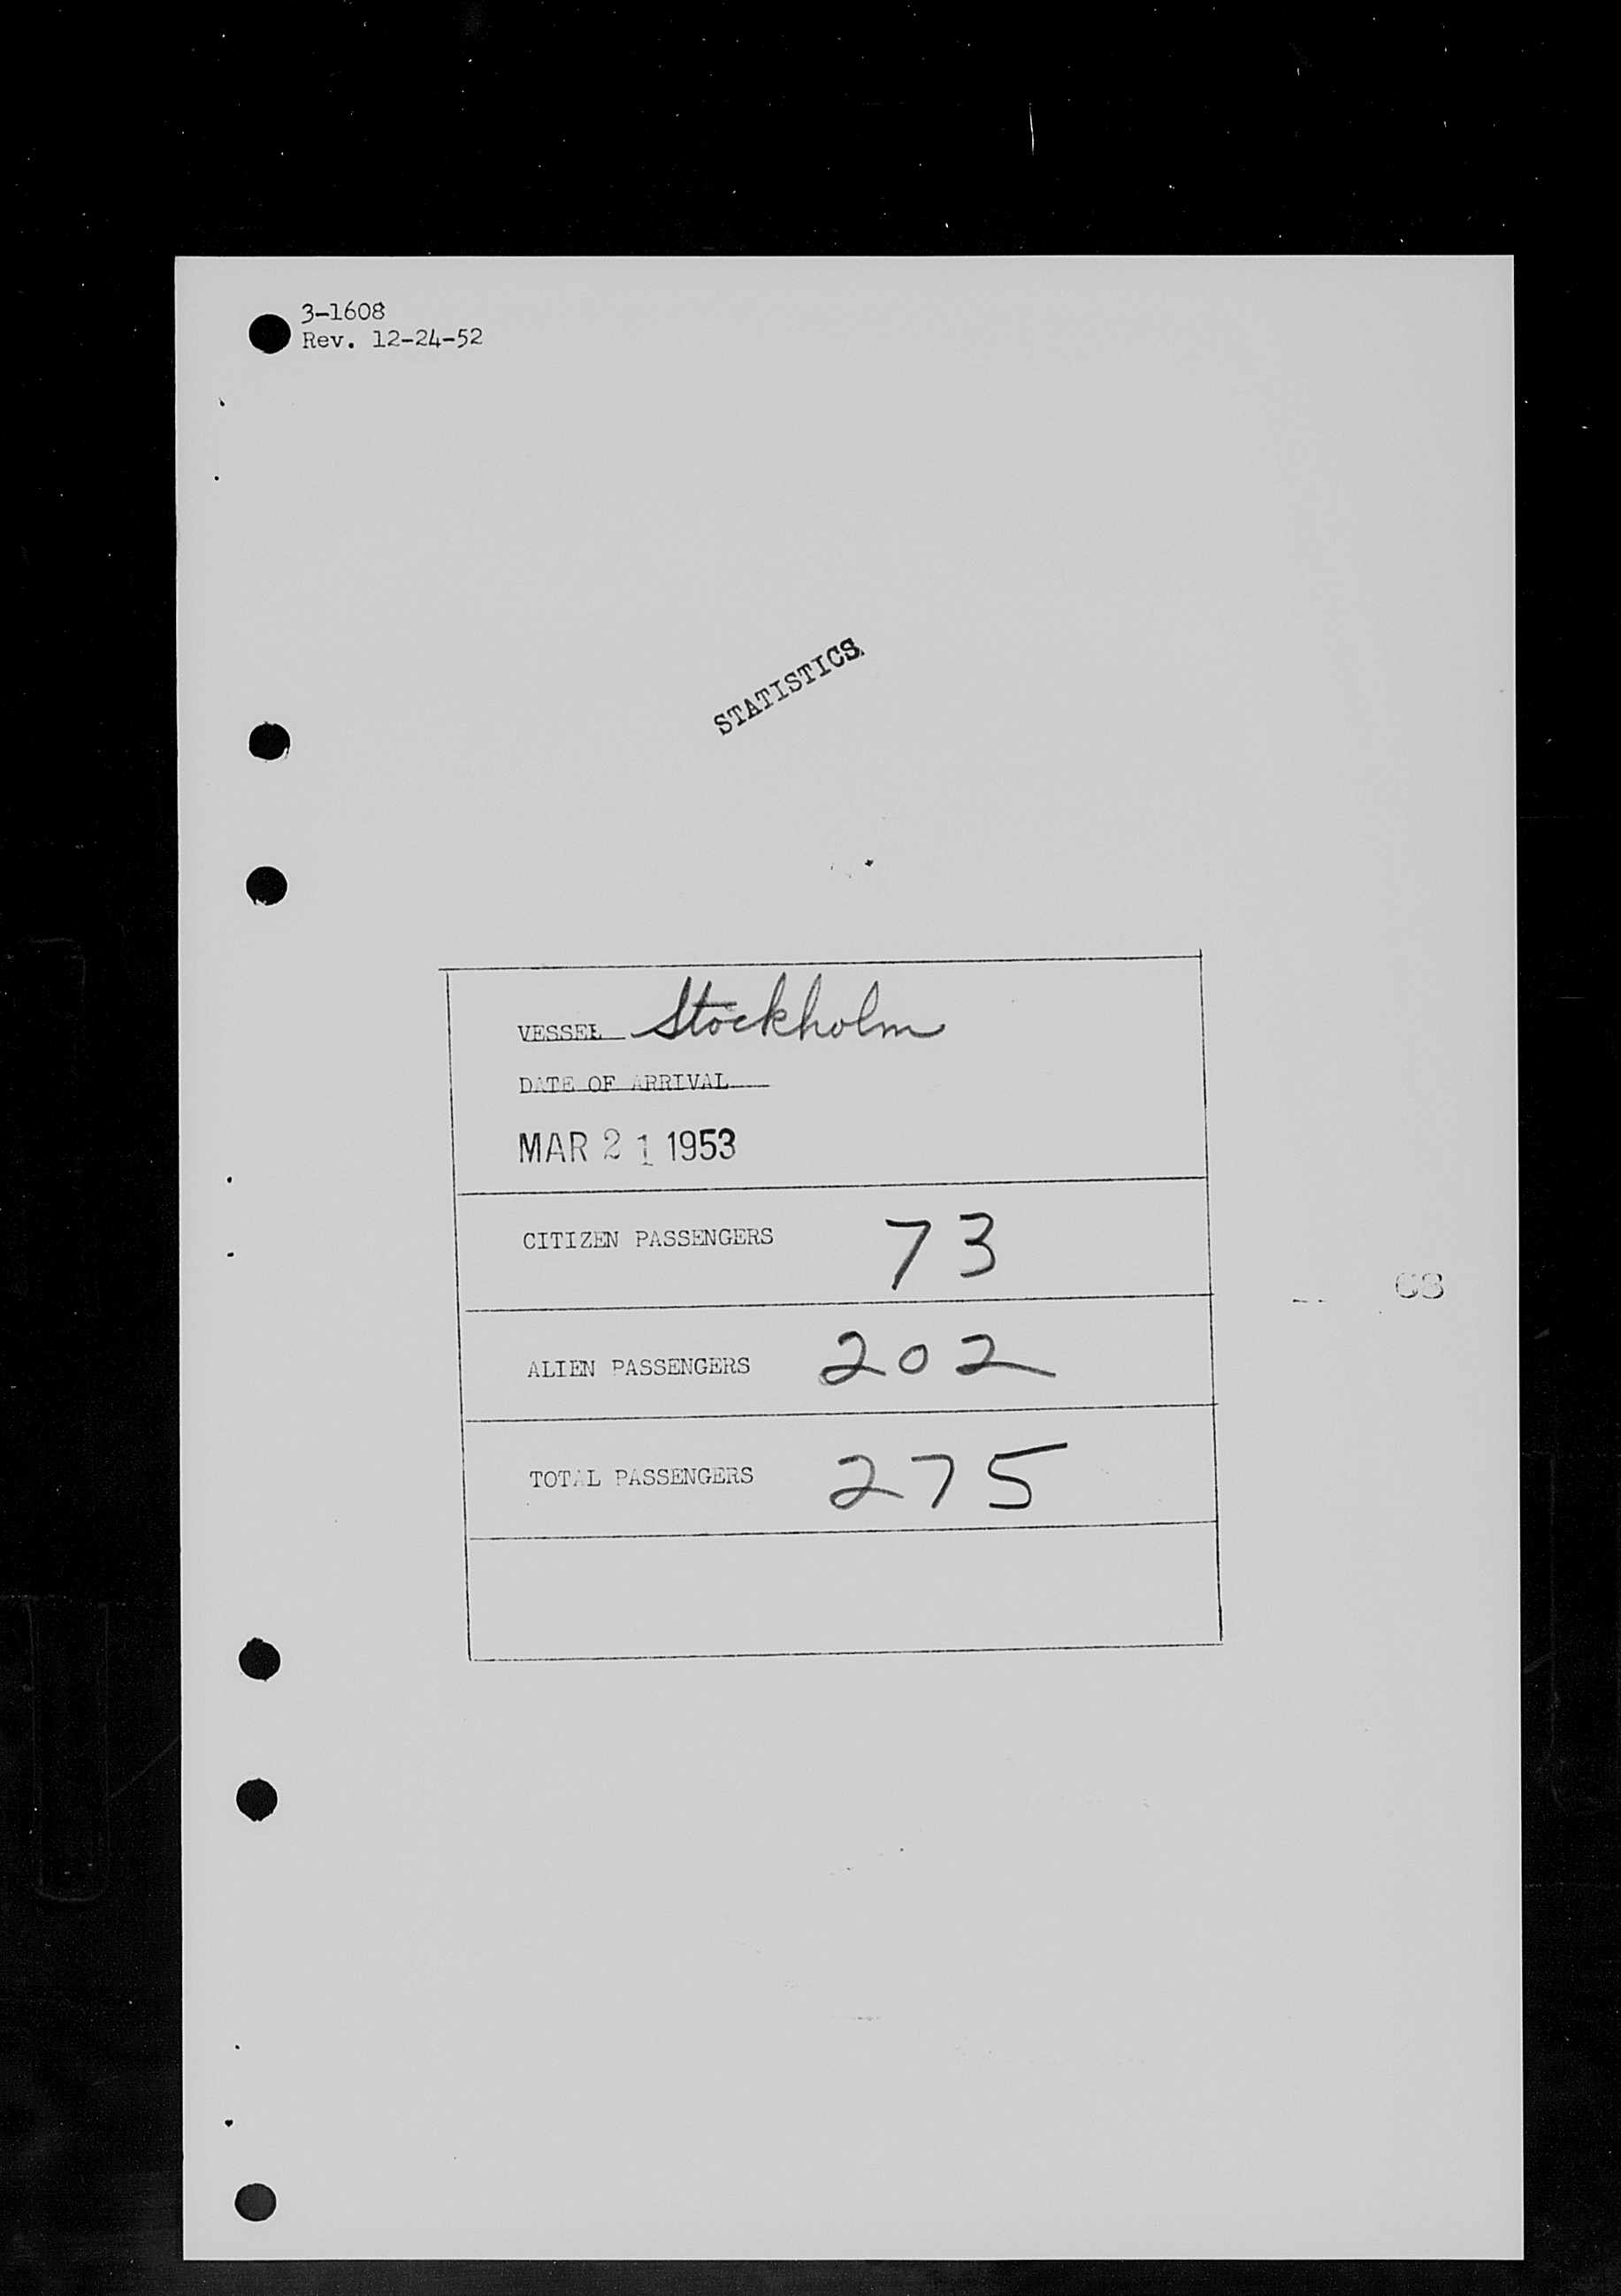 3-1608
Rev. 12-24-52
STATISTICS
VESSEL Stockholm
DATE OF ARRIVAL
MAR 21 1953
CITIZEN PASSENGERS 73
ALIEN PASSENGERS 202
TOTAL PASSENGERS 275